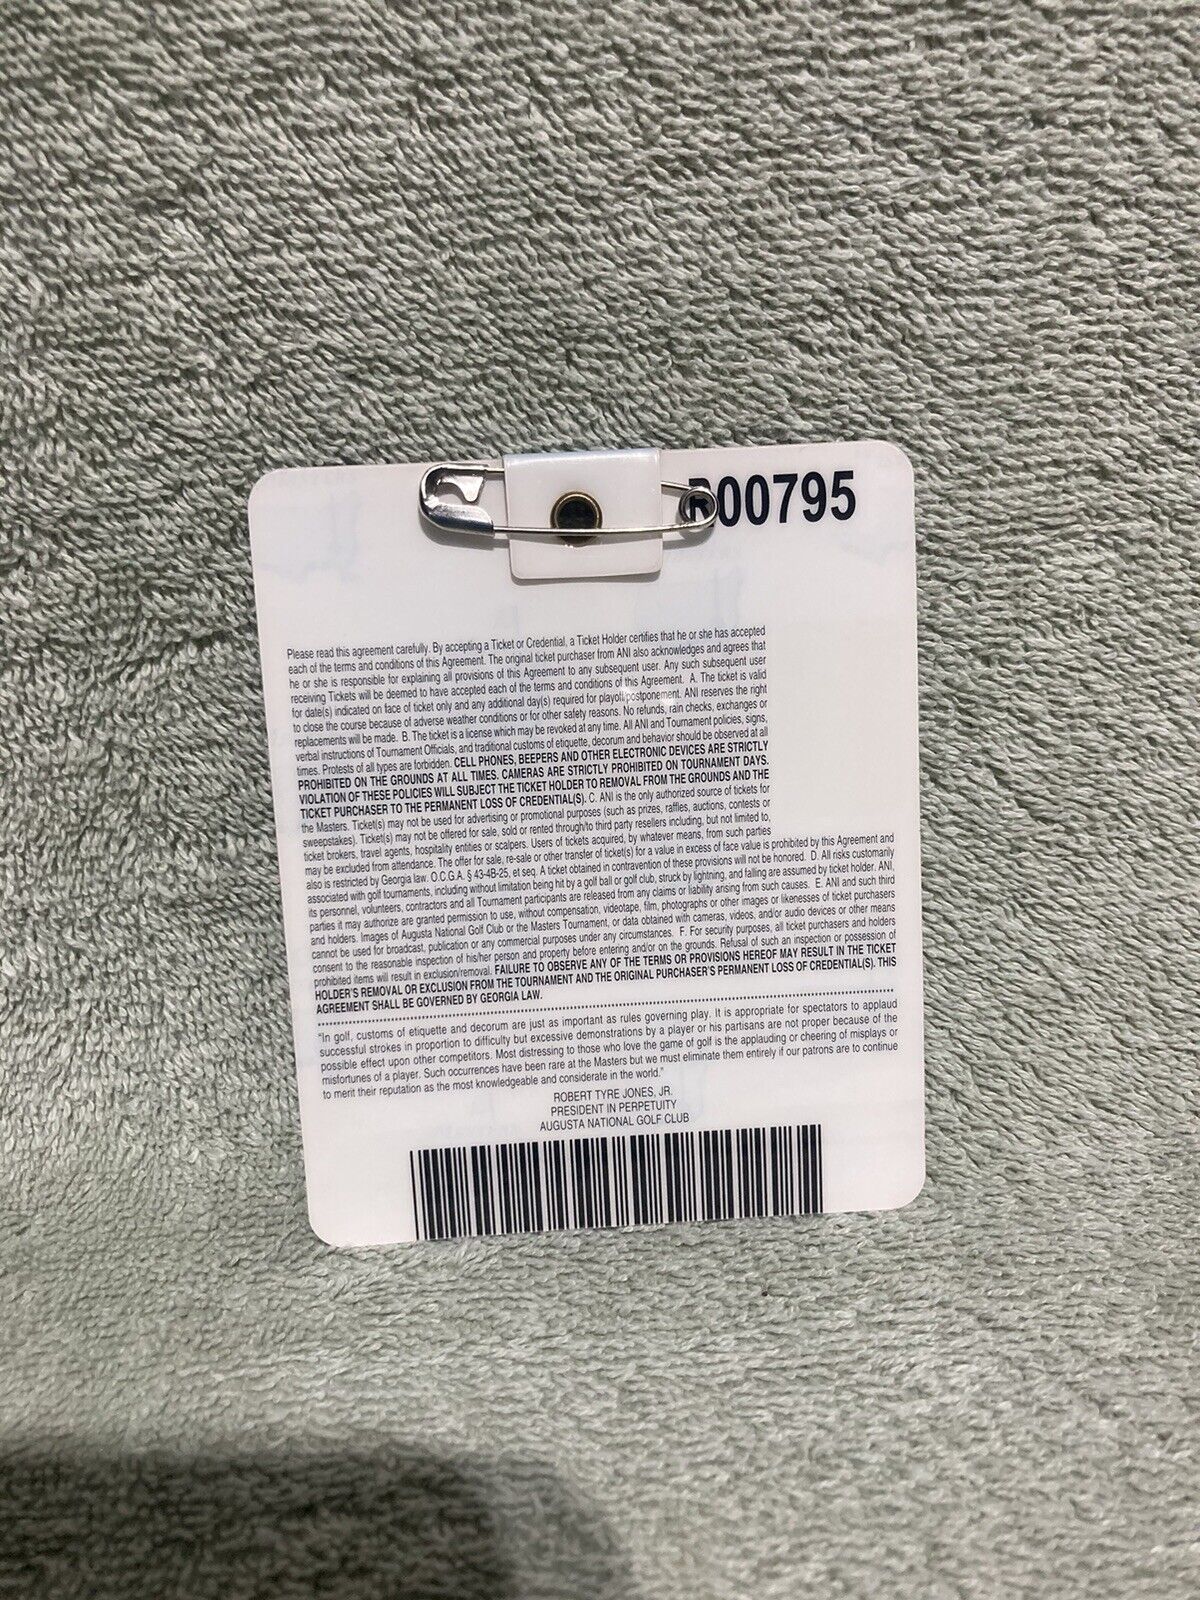 R00795
Please read this agreement carefully. By accepting a Ticket or Credential, a Ticket Holder certifies that he or she has accepted
each of the terms and conditions of this Agreement. The original ticket purchaser from ANI also acknowledges and agrees that
he or she is responsible for explaining all provisions of this Agreement to any subsequent user. Any such subsequent user
receiving Tickets will be deemed to have accepted each of the terms and conditions of this Agreement. A. The ticket is valid
for date(s) indicated on face of ticket only and any additional day(s) required for playoff/postponement. ANI reserves the right
to close the course because of adverse weather conditions or for other safety reasons. No refunds, rain checks, exchanges or
replacements will be made. B. The ticket is a license which may be revoked at any time. All ANI and Tournament policies, signs,
verbal instructions of Tournament Officials, and traditional customs of etiquette, decorum and behavior should be observed at all
times. Protests of all types are forbidden. CELL PHONES, BEEPERS AND OTHER ELECTRONIC DEVICES ARE STRICTLY
PROHIBITED ON THE GROUNDS AT ALL TIMES. CAMERAS ARE STRICTLY PROHIBITED ON TOURNAMENT DAYS.
VIOLATION OF THESE POLICIES WILL SUBJECT THE TICKET HOLDER TO REMOVAL FROM THE GROUNDS AND THE
TICKET PURCHASER TO THE PERMANENT LOSS OF CREDENTIAL(S). C. ANI is the only authorized source of tickets for
the Masters. Ticket(s) may not be used for advertising or promotional purposes (such as prizes, raffles, auctions, contests or
sweepstakes). Ticket(s) may not be offered for sale, sold or rented through/to third party resellers including, but not limited to,
ticket brokers, travel agents, hospitality entities or scalpers. Users of tickets acquired, by whatever means, from such parties
may be excluded from attendance. The offer for sale, re-sale or other transfer of ticket(s) for a value in excess of face value is prohibited by this Agreement and
also is restricted by Georgia law. O.C.G.A. § 43-4B-25, et seq. A ticket obtained in contravention of these provisions will not be honored. D. All risks customarily
associated with golf tournaments, including without limitation being hit by a golf ball or golf club, struck by lightning, and falling are assumed by ticket holder. ANI,
its personnel, volunteers, contractors and all Tournament participants are released from any claims or liability arising from such causes. E. ANI and such third
parties it may authorize are granted permission to use, without compensation, videotape, film, photographs or other images or likenesses of ticket purchasers
and holders. Images of Augusta National Golf Club or the Masters Tournament, or data obtained with cameras, videos, and/or audio devices or other means
cannot be used for broadcast, publication or any commercial purposes under any circumstances. F. For security purposes, all ticket purchasers and holders
consent to the reasonable inspection of his/her person and property before entering and/or on the grounds. Refusal of such an inspection or possession of
prohibited items will result in exclusion/removal. FAILURE TO OBSERVE ANY OF THE TERMS OR PROVISIONS HEREOF MAY RESULT IN THE TICKET
HOLDER'S REMOVAL OR EXCLUSION FROM THE TOURNAMENT AND THE ORIGINAL PURCHASER'S PERMANENT LOSS OF CREDENTIAL(S). THIS
AGREEMENT SHALL BE GOVERNED BY GEORGIA LAW.
"In golf, customs of etiquette and decorum are just as important as rules governing play. It is appropriate for spectators to applaud
successful strokes in proportion to difficulty but excessive demonstrations by a player or his partisans are not proper because of the
possible effect upon other competitors. Most distressing to those who love the game of golf is the applauding or cheering of misplays or
misfortunes of a player. Such occurrences have been rare at the Masters but we must eliminate them entirely if our patrons are to continue
to merit their reputation as the most knowledgeable and considerate in the world."
ROBERT TYRE JONES, JR.
PRESIDENT IN PERPETUITY
AUGUSTA NATIONAL GOLF CLUB